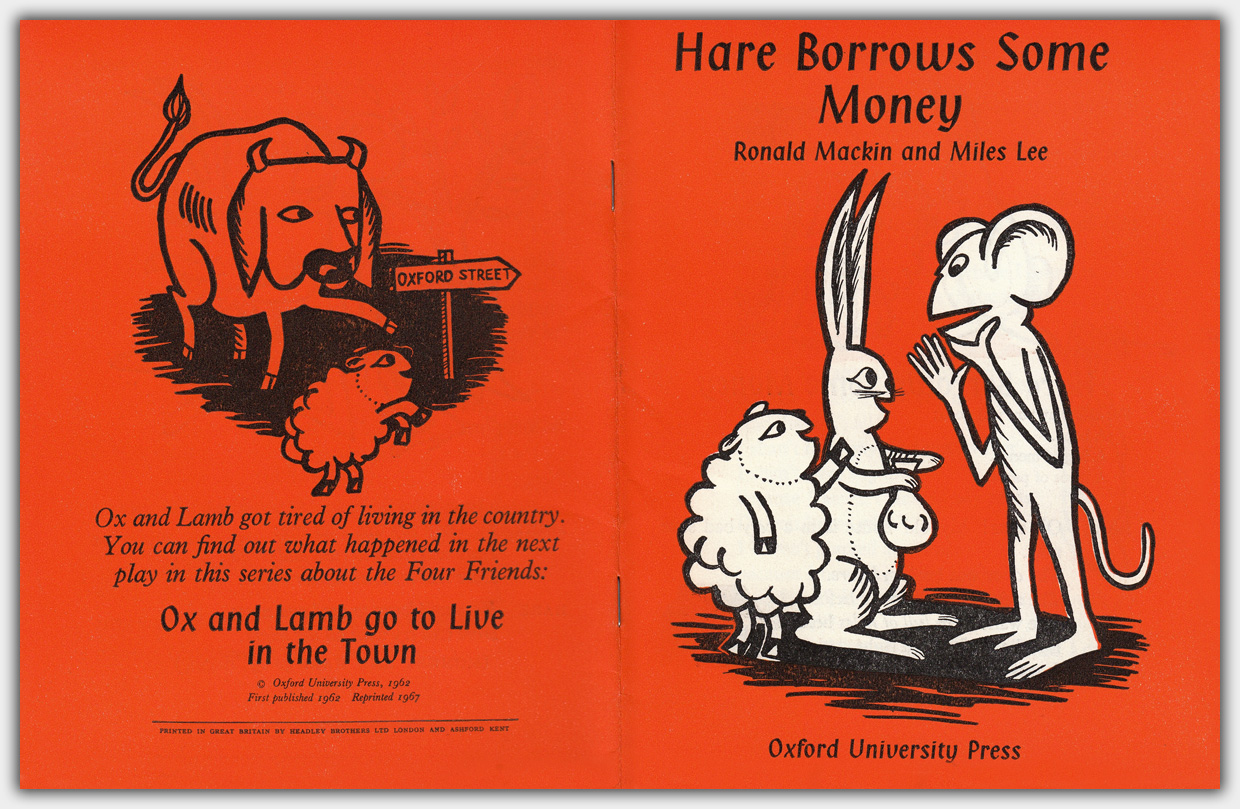 OXFORD STREET
Ox and Lamb got tired of living in the country.
You can find out what happened in the next
play in this series about the Four Friends:
Ox and Lamb go to Live
in the Town
© Oxford University Press, 1962
First published 1962 Reprinted 1967
PRINTED IN GREAT BRITAIN BY HEADLEY BROTHERS LTD LONDON AND ASHFORD KENT
Hare Borrows Some
Money
Ronald Mackin and Miles Lee
Oxford University Press